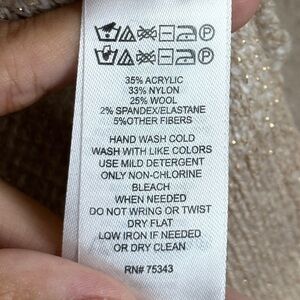 35% ACRYLIC
33% NYLON
25% WOOL
2% SPANDEX/ELASTANE
5%OTHER FIBERS
HAND WASH COLD
WASH WITH LIKE COLORS
USE MILD DETERGENT
ONLY NON-CHLORINE
BLEACH
WHEN NEEDED
DO NOT WRING OR TWIST
DRY FLAT
LOW IRON IF NEEDED
OR DRY CLEAN
RN# 75343